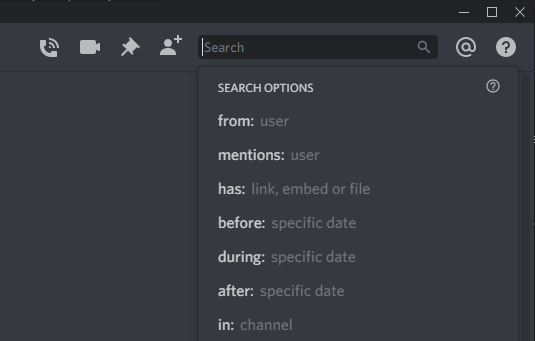 Search
SEARCH OPTIONS
from: user
mentions: user
has: link, embed or file
before: specific date
during: specific date
after: specific date
in: channel